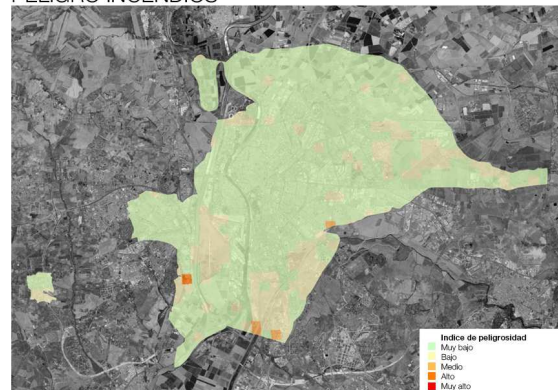 PELIGRO INCENDIOS
Indice de peligrosidad
Muy bajo
Bajo
Medio
Alto
Muy alto